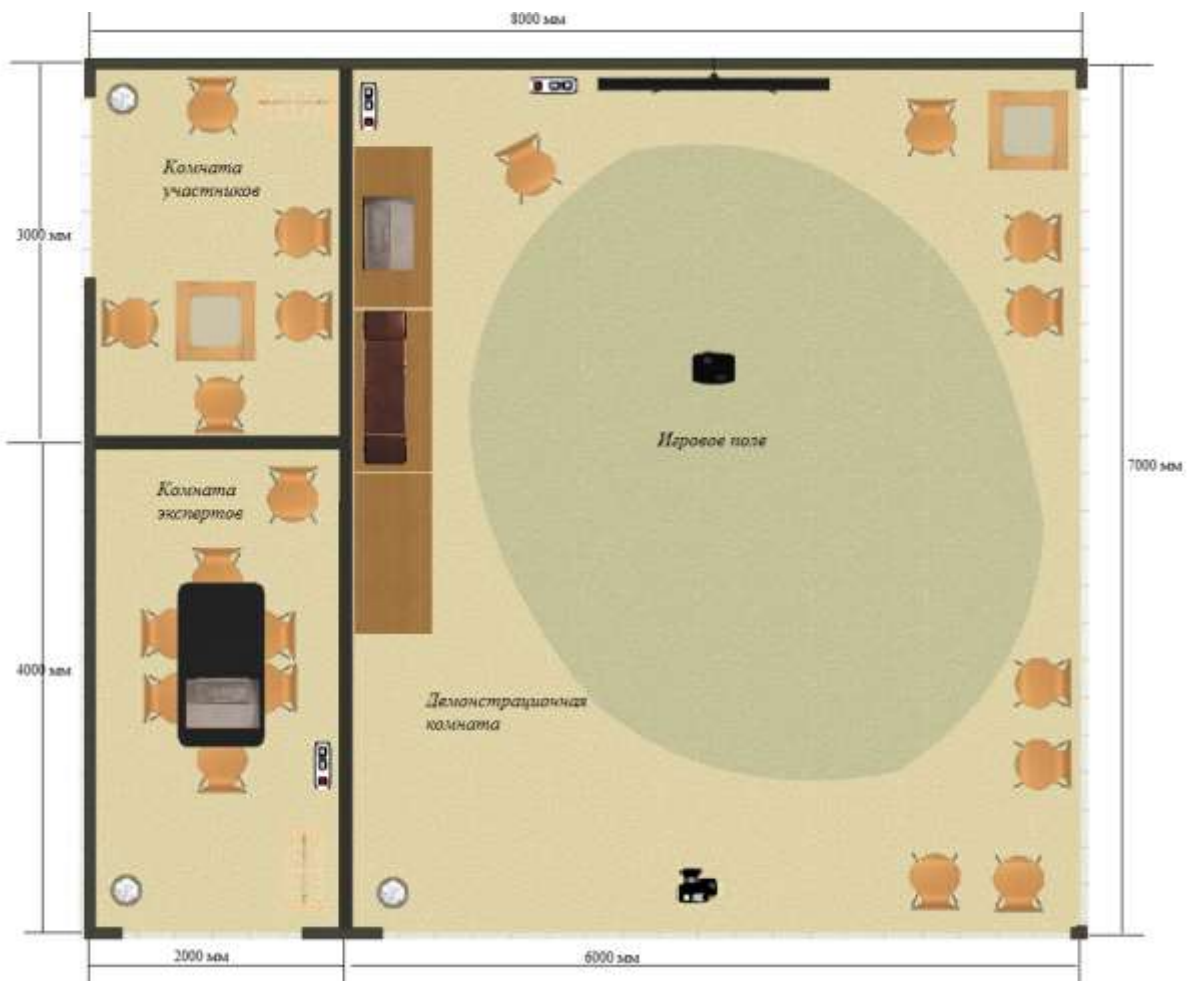 8000 мм
Комната
участников
3000 мм
Игровое поле
7000 мм
Комната
экспертов
4000 мм
Демонстрационная
комната
2000 мм
6000 мм